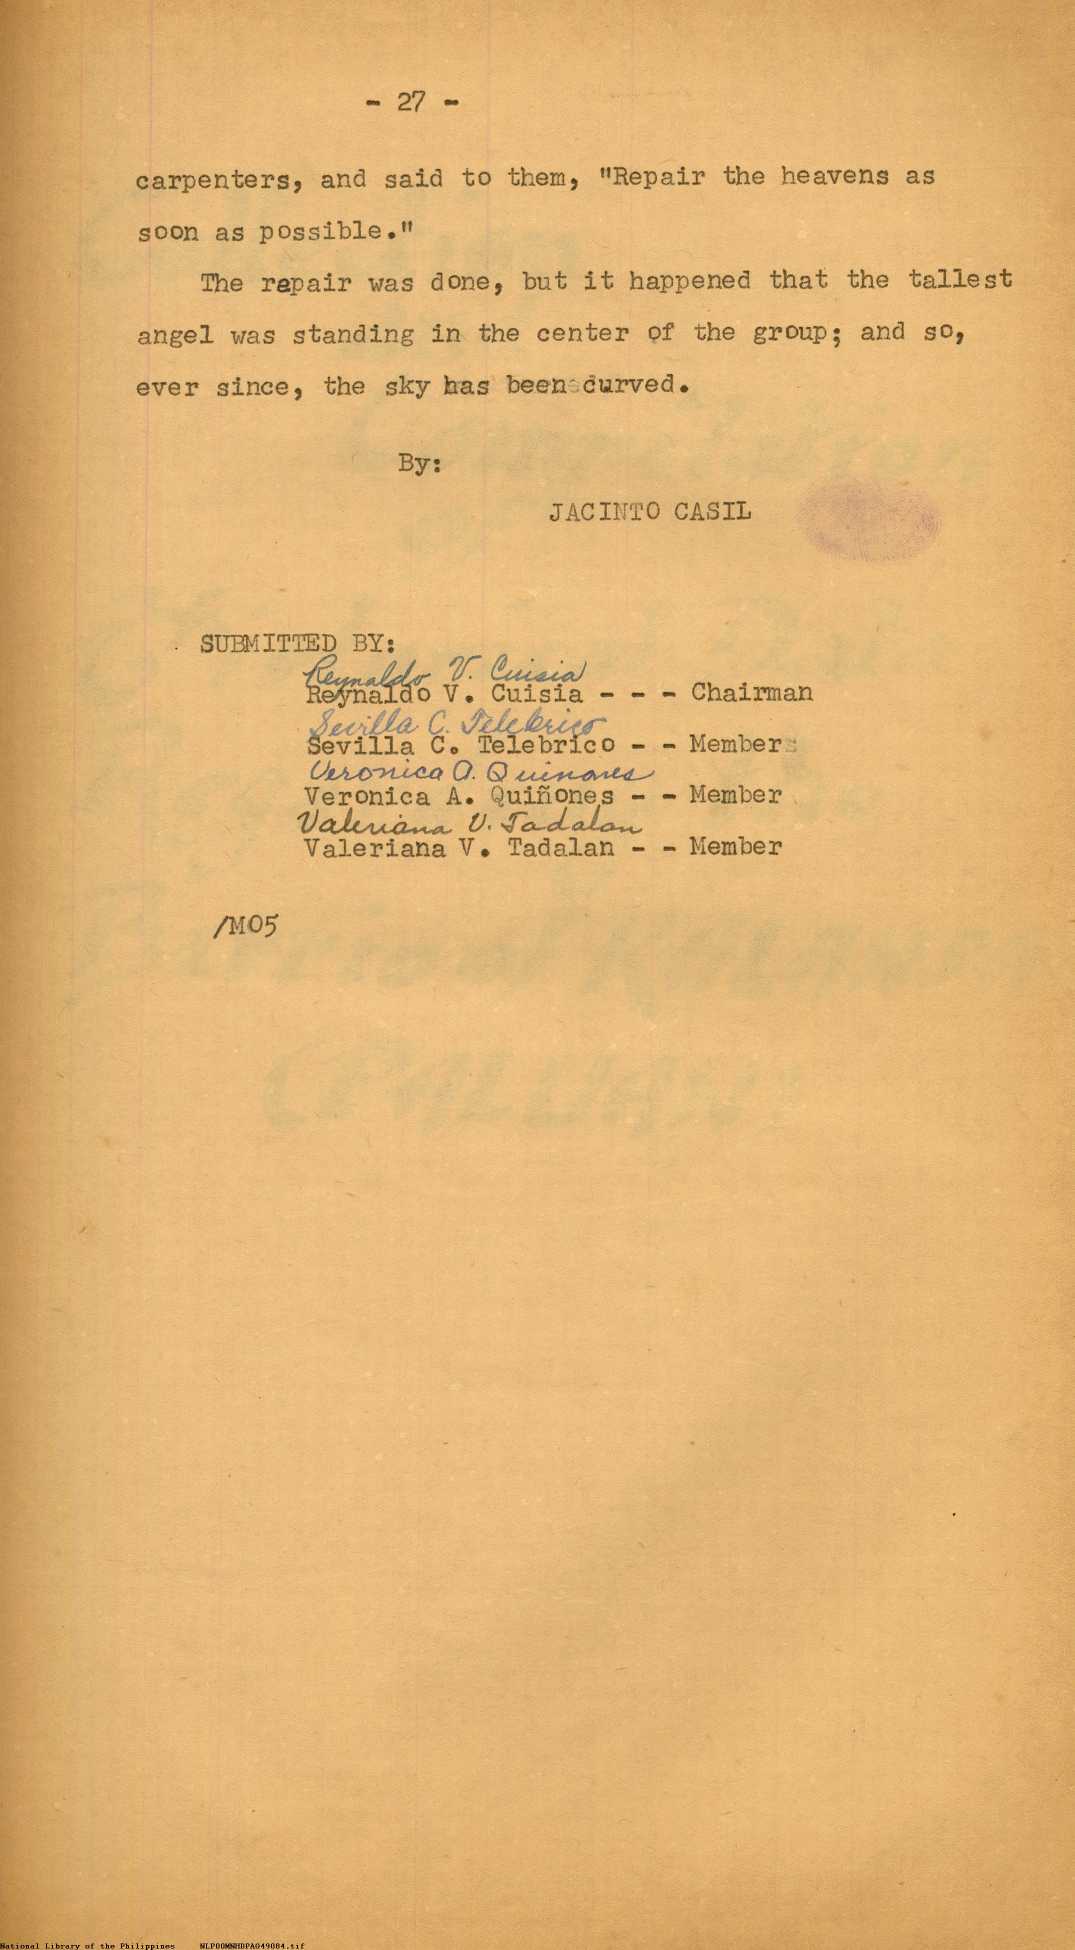 - 27 -
carpenters, and said to them, "Repair the heavens as
soon as possible."
The repair was done, but it happened that the tallest
angel was standing in the center of the group; and so,
ever since, the sky has been curved.
By:
JACINTO CASIL
SUBMITTED BY:
Reynaldo V. Cuisia
Reynaldo V. Cuisia - - - Chairman
Sevilla C. Telebrico
Sevilla C. Telebrico - - Member
Veronica A. Quinones
Veronica A. Quiñones - - Member
Valeriana V. Tadalan
Valeriana V. Tadalan - - Member
/MO5
National Library of the Philippines NLPOOMNHDPA049084.tif